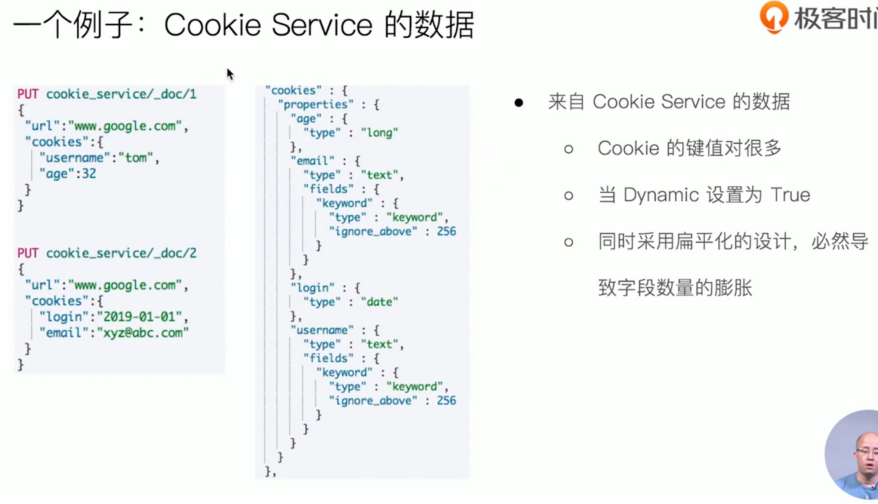 一个例子：Cookie Service 的数据
极客时
PUT cookie_service/_doc/1
{
"url":"www.google.com",
"cookies":{
"username":"tom",
"age":32
}
}
PUT cookie_service/_doc/2
{
"url":"www.google.com",
"cookies":{
"login":"2019-01-01",
"email":"xyz@abc.com"
}
}
"cookies" : {
"properties" : {
"age" : {
"type" : "long"
},
"email" : {
"type" : "text",
"fields" : {
"keyword" : {
"type" : "keyword",
"ignore_above" : 256
}
}
},
"login" : {
"type" : "date"
},
"username" : {
"type" : "text",
"fields" : {
"keyword" : {
"type" : "keyword",
"ignore_above" : 256
}
}
}
}
},
● 来自 Cookie Service 的数据
○ Cookie 的键值对很多
○ 当 Dynamic 设置为 True
○ 同时采用扁平化的设计，必然导
致字段数量的膨胀